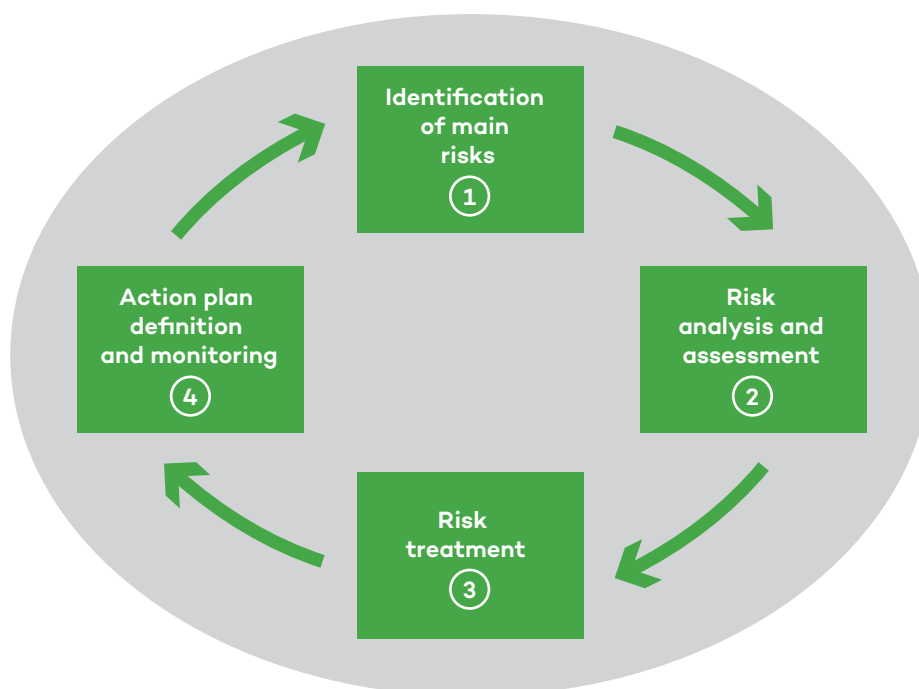 Identification
of main
risks
1
Risk
analysis and
assessment
2
Risk
treatment
3
Action plan
definition
and monitoring
4